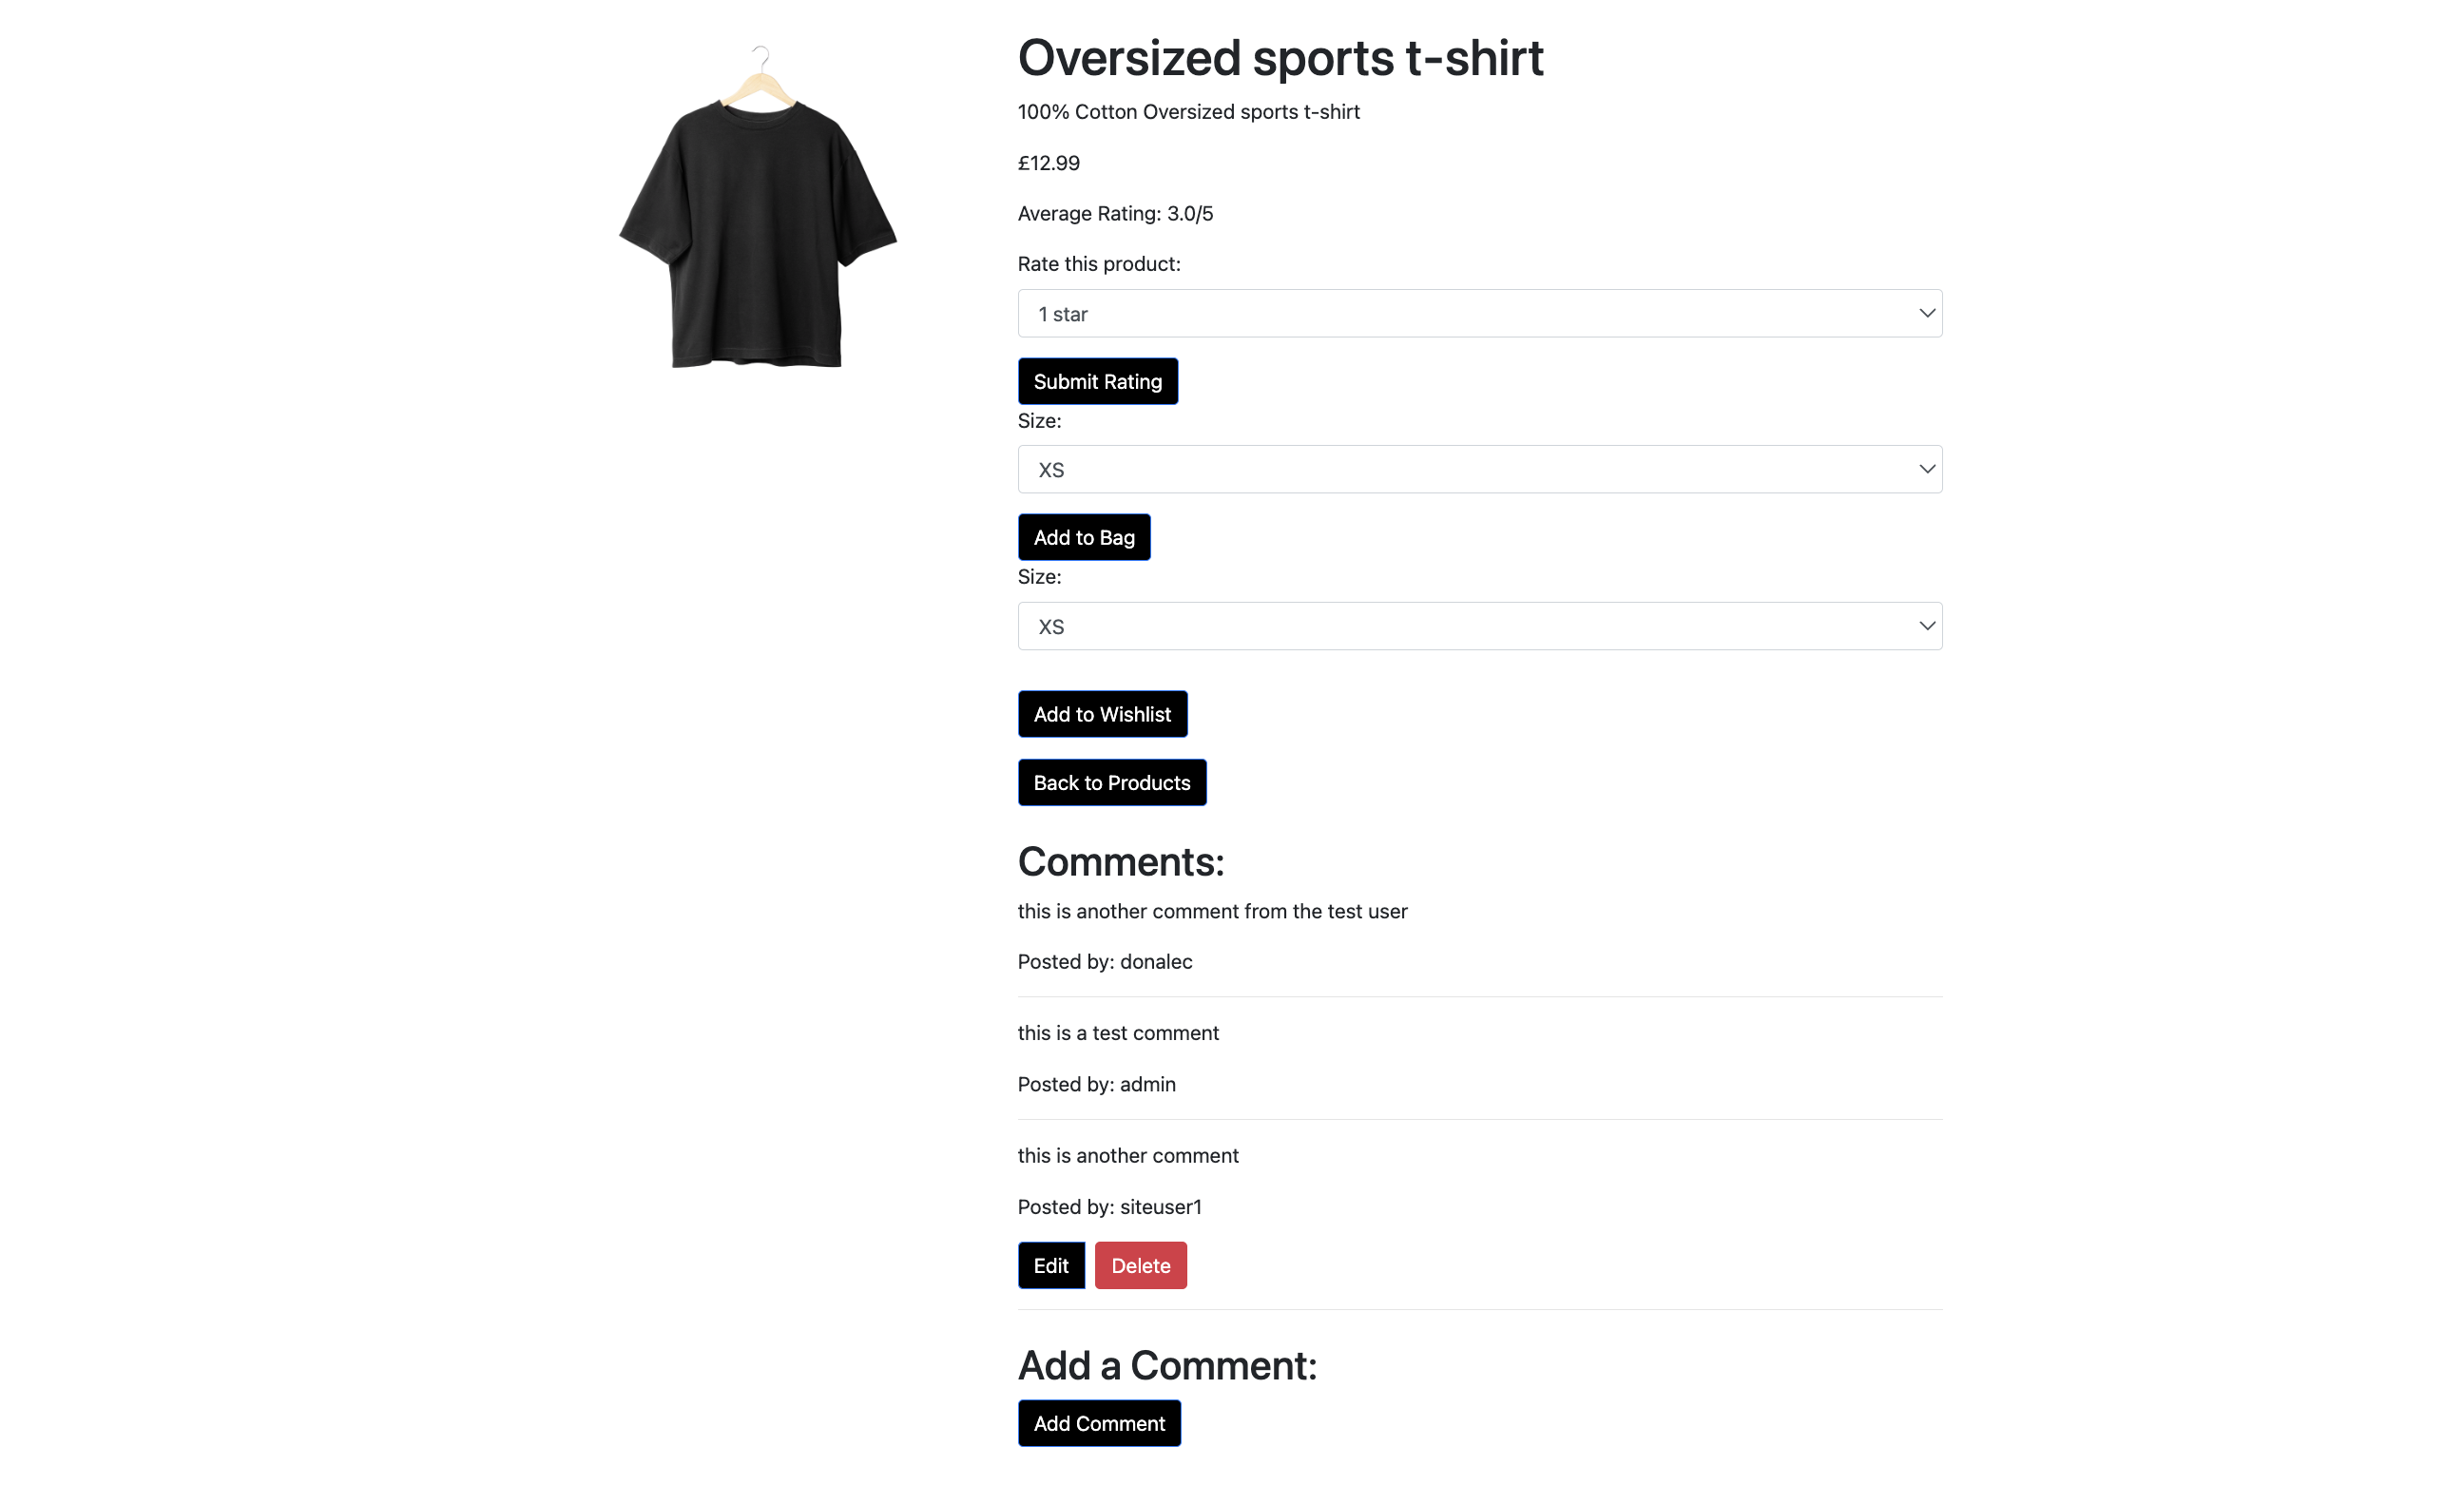 Oversized sports t-shirt
100% Cotton Oversized sports t-shirt
£12.99
Average Rating: 3.0/5
Rate this product:
1 star
Submit Rating
Size:
XS
Add to Bag
Size:
XS
Add to Wishlist
Back to Products
Comments:
this is another comment from the test user
Posted by: donalec
this is a test comment
Posted by: admin
this is another comment
Posted by: siteuser1
Edit Delete
Add a Comment:
Add Comment